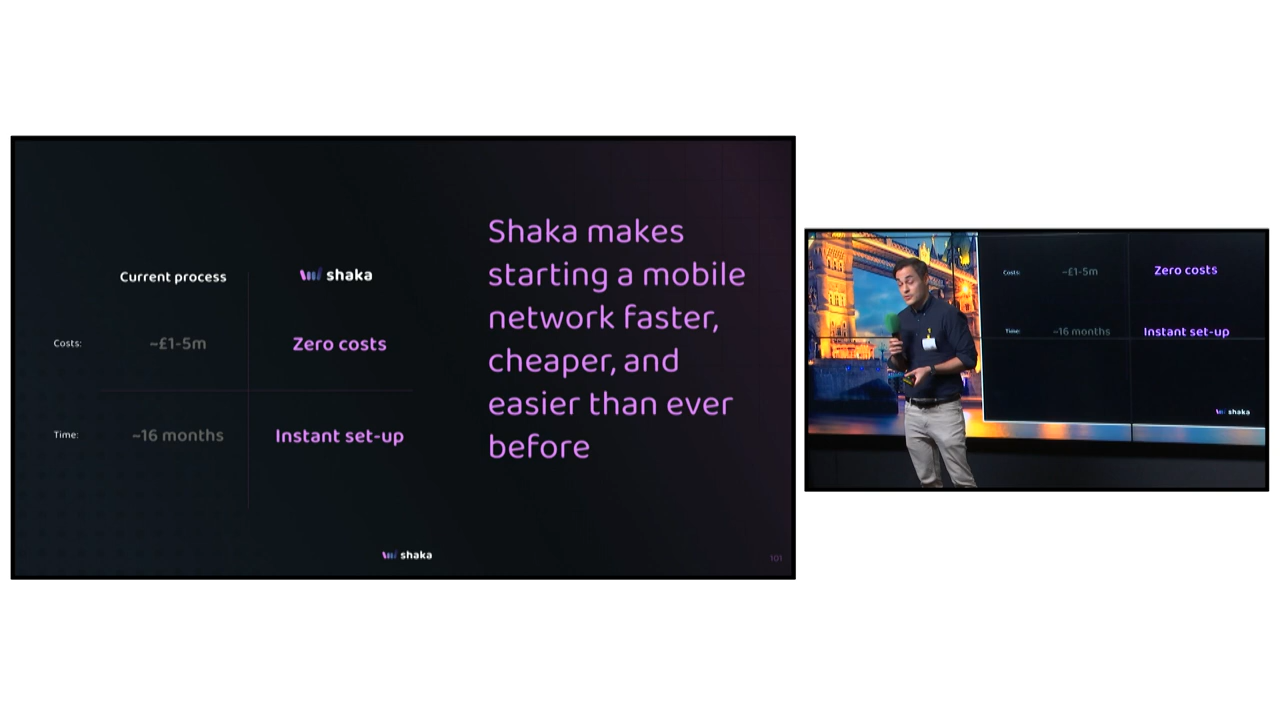 Current process
shaka
Costs:
~£1-5m
Zero costs
Time:
~16 months
Instant set-up
Shaka makes
starting a mobile
network faster,
cheaper, and
easier than ever
before
shaka
101
Costs:
~£1-5m
Zero costs
Time:
~16 months
Instant set-up
shaka